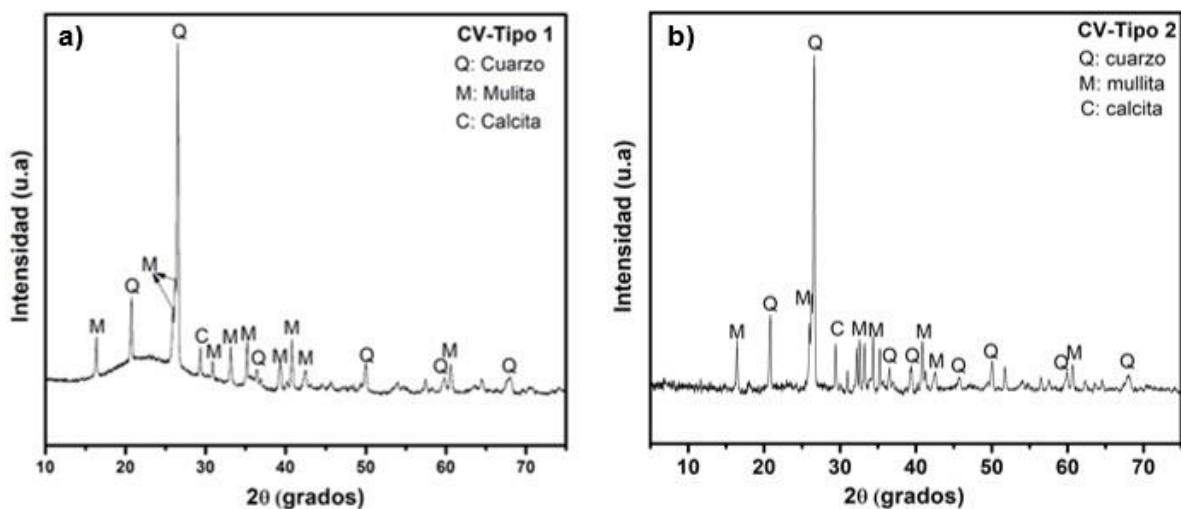 a)
CV-Tipo 1
Q: Cuarzo
M: Mulita
C: Calcita
Q
M
Q
M
C
M
M
M
Q
M
M
M
Q
Q
M
Q
Intensidad (u.a)
10 20 30 40 50 60 70
2θ (grados)
b)
CV-Tipo 2
Q: cuarzo
M: mullita
C: calcita
Q
M
Q
M
C
M
M
Q
Q
M
M
Q
Q
Q
M
Q
Intensidad (u.a)
10 20 30 40 50 60 70
2θ (grados)